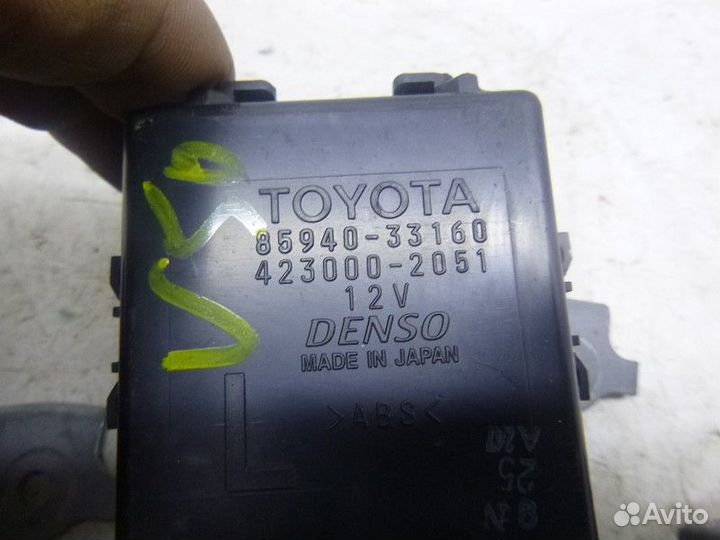 TOYOTA
85940-33160
423000-2051
12V
DENSO
MADE IN JAPAN
L
>ABS<
Avito